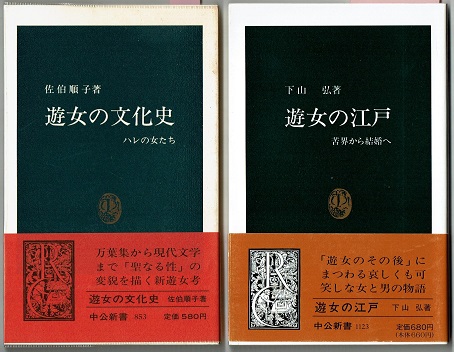 佐伯順子著
遊女の文化史
ハレの女たち
万葉集から現代文学
まで「聖なる性」の
変貌を描く新遊女考
遊女の文化史 佐伯順子著
中公新書 853 定価580円
下山 弘著
遊女の江戸
苦界から結婚へ
「遊女のその後」に
まつわる哀しくも可
笑しな女と男の物語
遊女の江戸 下山 弘著
中公新書 1123 定価680円
(本体660円)